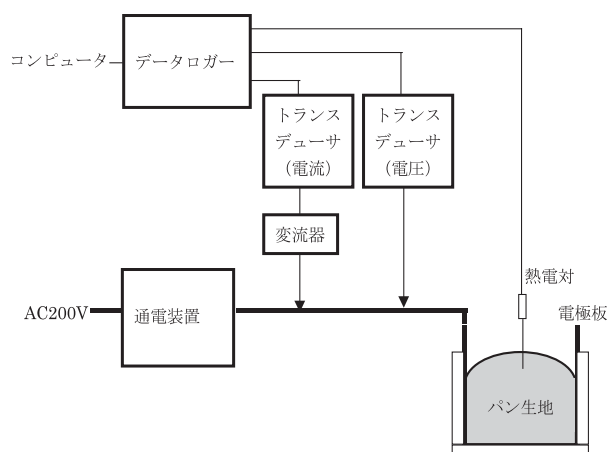 コンピューター
データロガー
トランス
デューサ
(電流)
トランス
デューサ
(電圧)
変流器
熱電対
AC200V
通電装置
電極板
パン生地